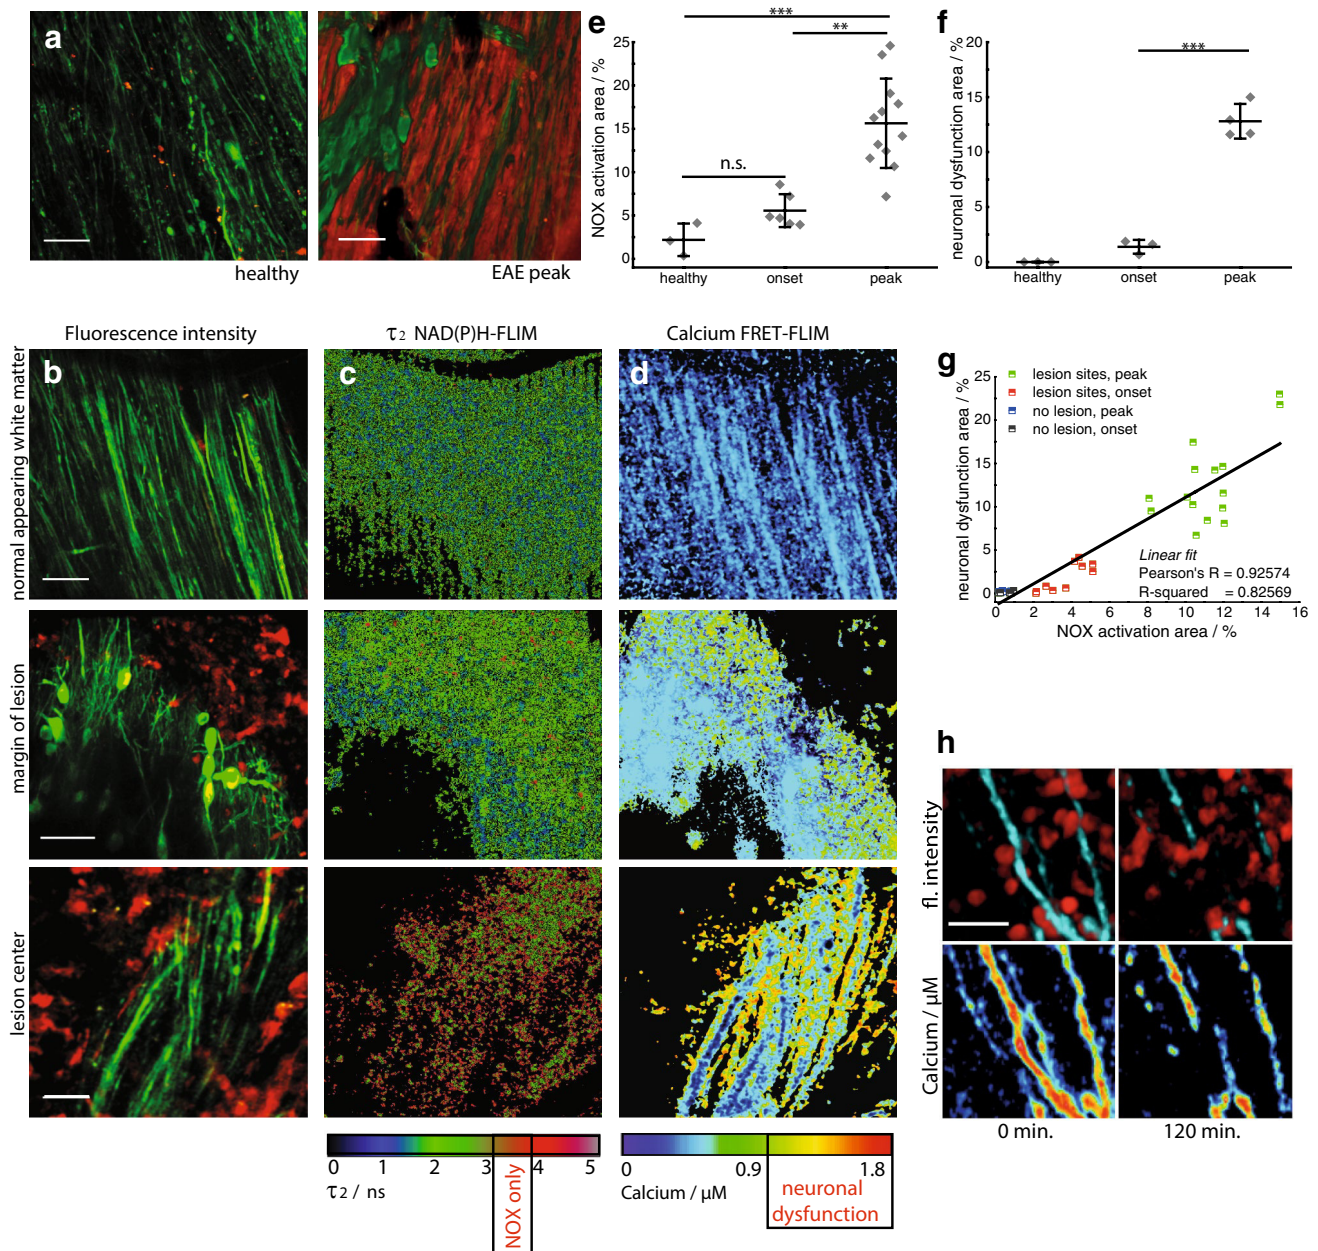 a
healthy
EAE peak
e
***
**
n.s.
NOX activation area / %
25
20
15
10
5
0
healthy
onset
peak
f
***
neuronal dysfunction area / %
20
15
10
5
0
healthy
onset
peak
Fluorescence intensity
τ2 NAD(P)H-FLIM
Calcium FRET-FLIM
normal appearing white matter
b
c
d
margin of lesion
lesion center
0 1 2 3 4 5
τ2 / ns
NOX only
0 0.9 1.8
Calcium / µM
neuronal
dysfunction
g
lesion sites, peak
lesion sites, onset
no lesion, peak
no lesion, onset
neuronal dysfunction area / %
25
20
15
10
5
0
Linear fit
Pearson's R = 0.92574
R-squared = 0.82569
0 2 4 6 8 10 12 14 16
NOX activation area / %
h
fl. intensity
Calcium / µM
0 min.
120 min.